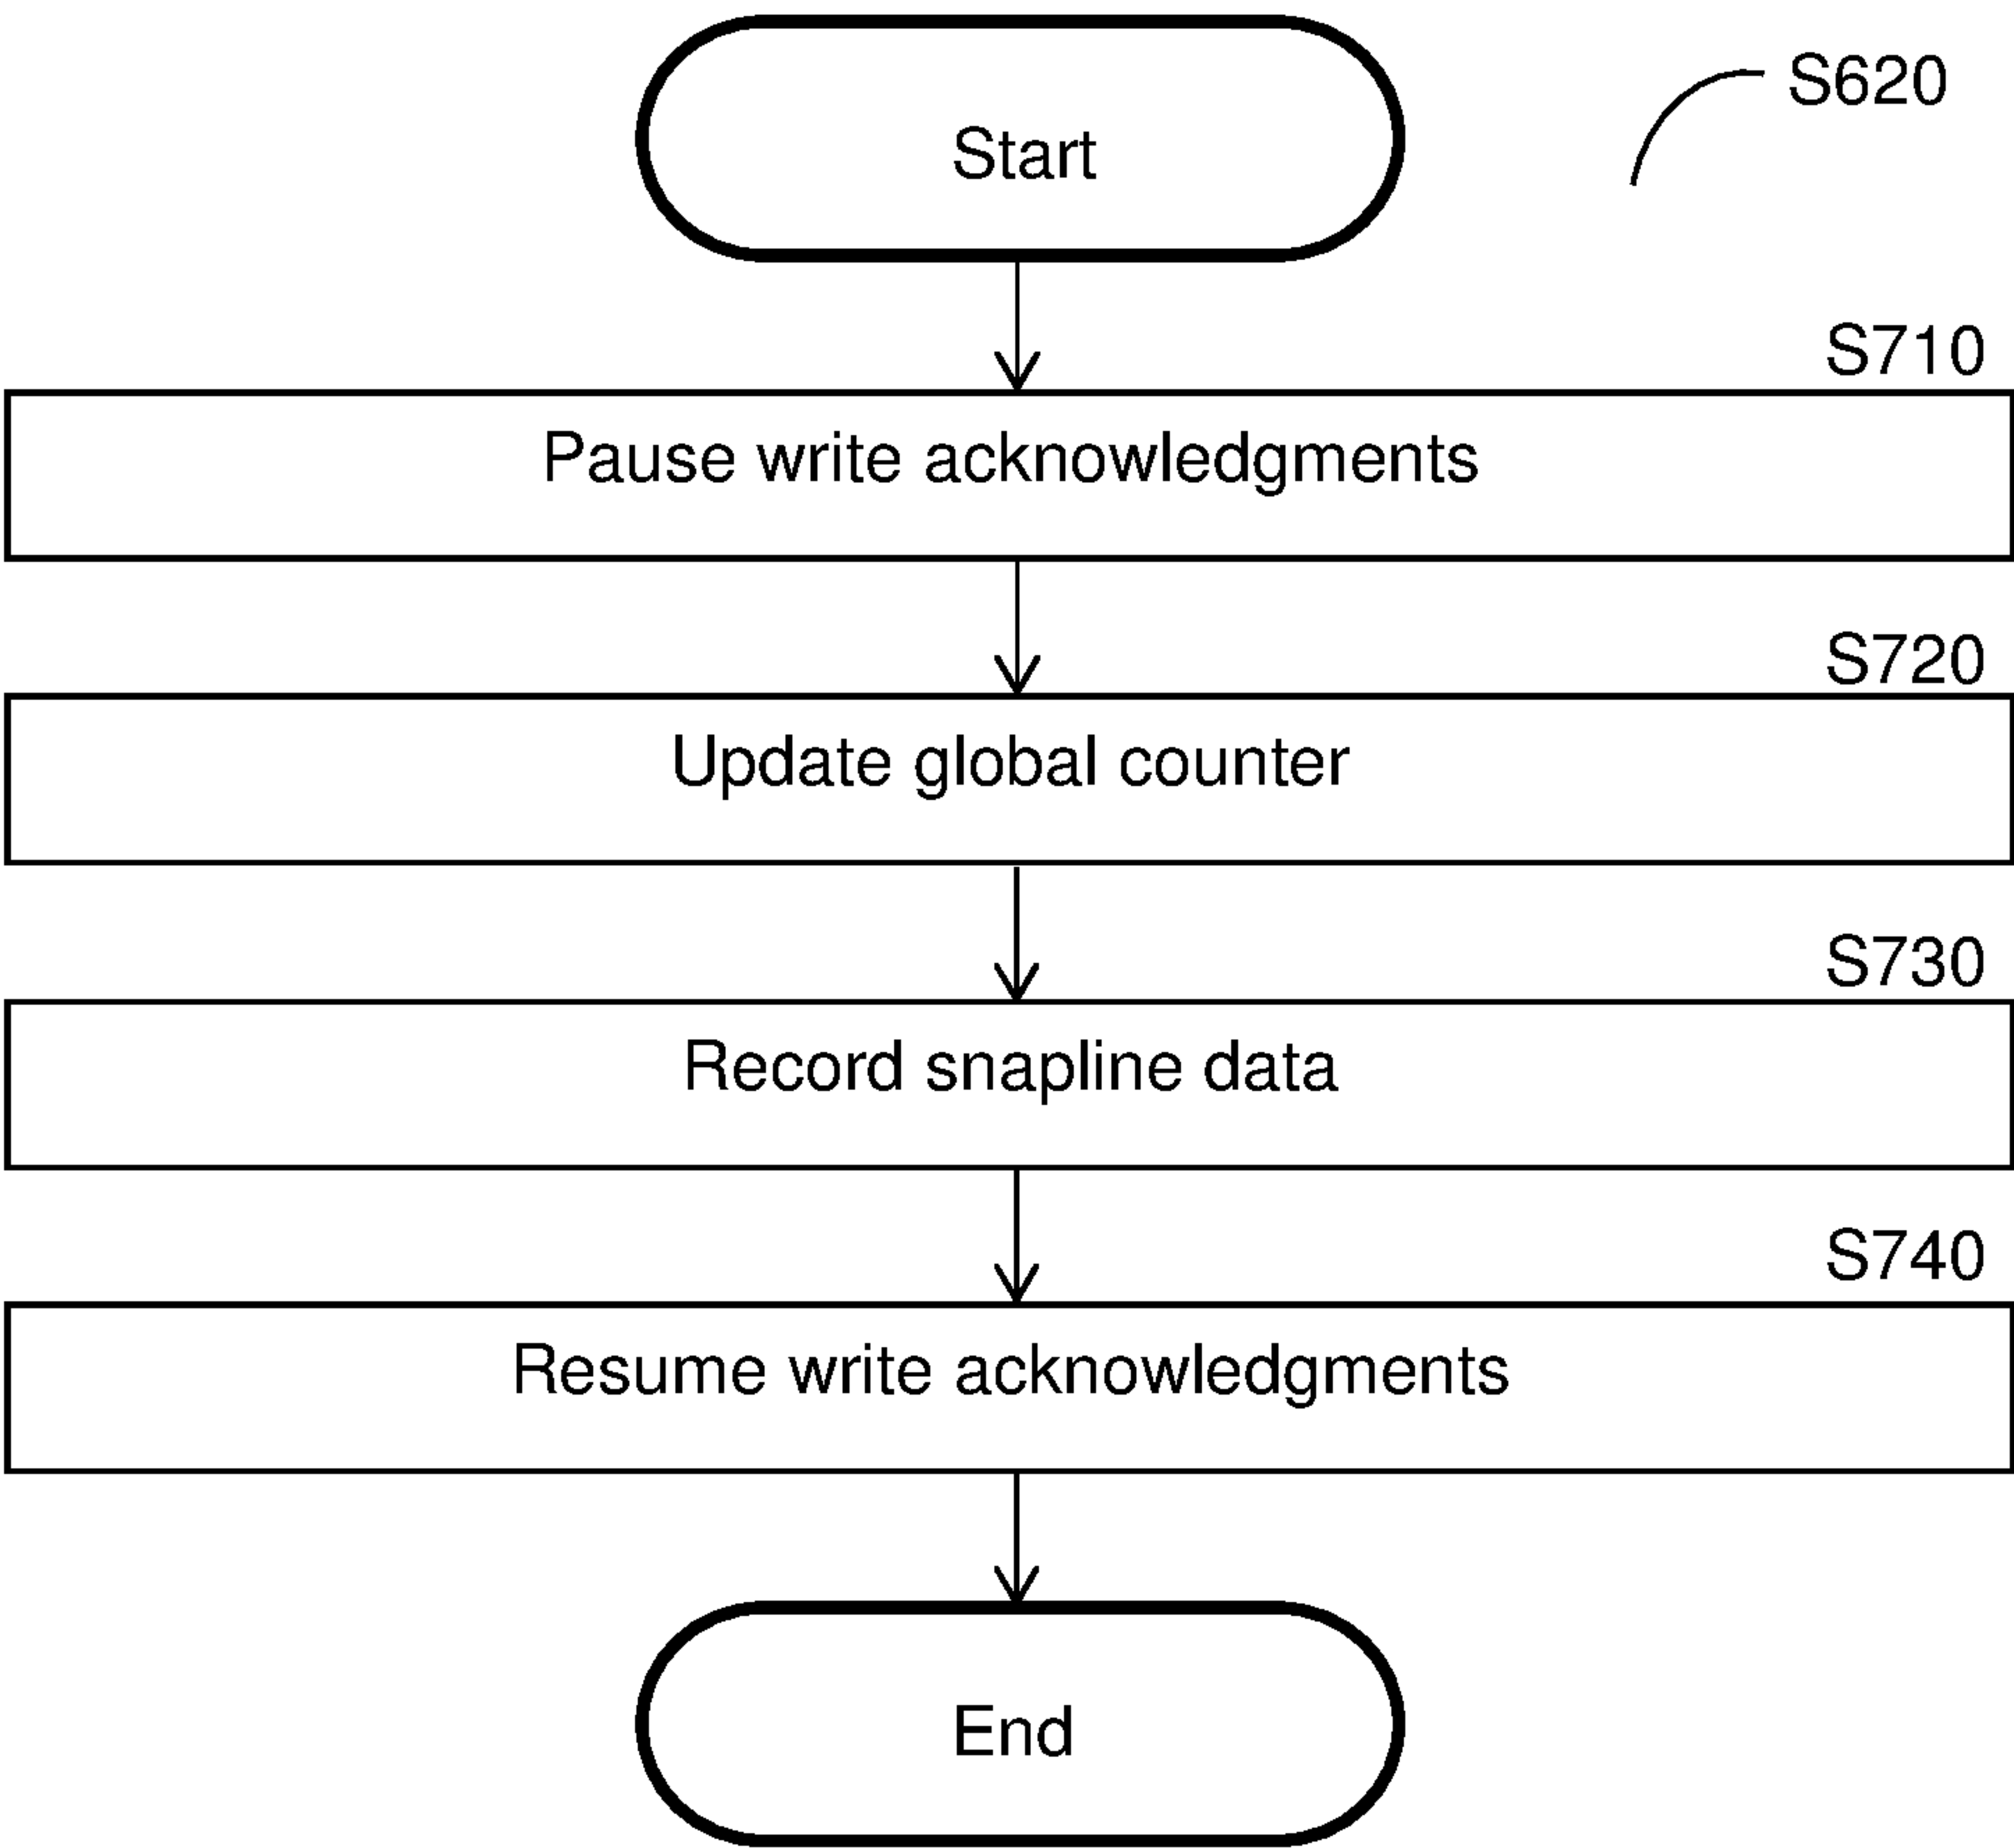 S620
Start
S710
Pause write acknowledgments
S720
Update global counter
S730
Record snapline data
S740
Resume write acknowledgments
End